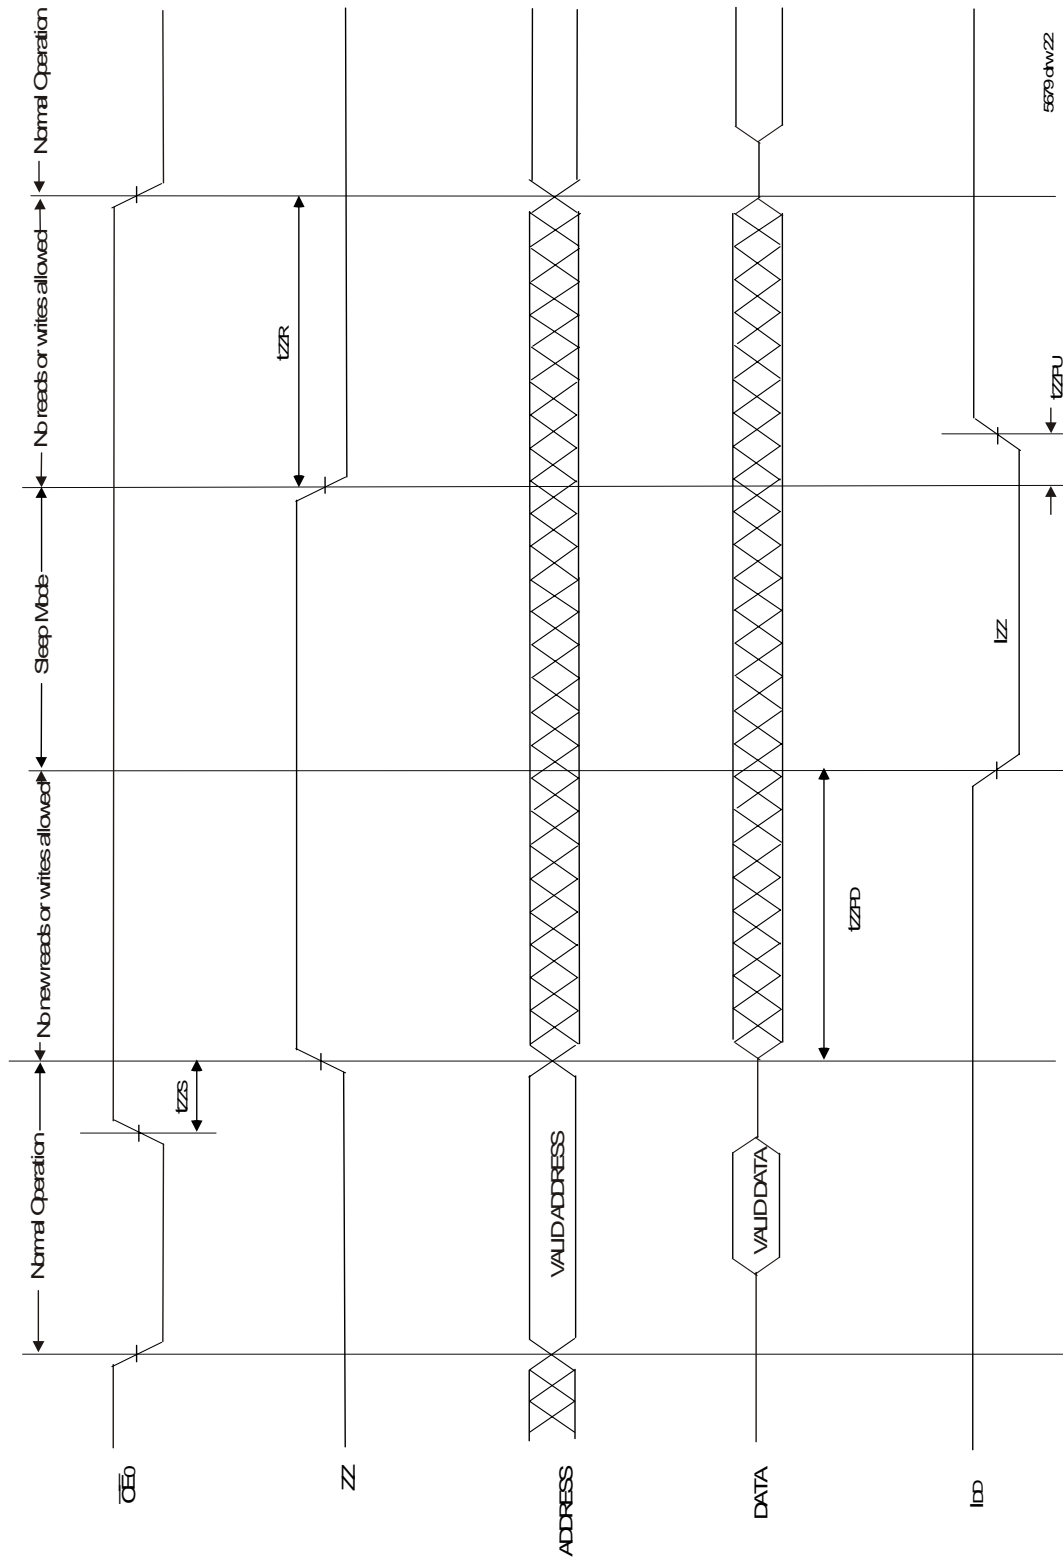 Normal Operation
No new reads or writes allowed
Sleep Mode
No reads or writes allowed
Normal Operation
OE0
tZZS
ZZ
tZZR
ADDRESS
VALID ADDRESS
DATA
VALID DATA
tZZPD
IDD
IZZ
tZZPU
5679 drw 22